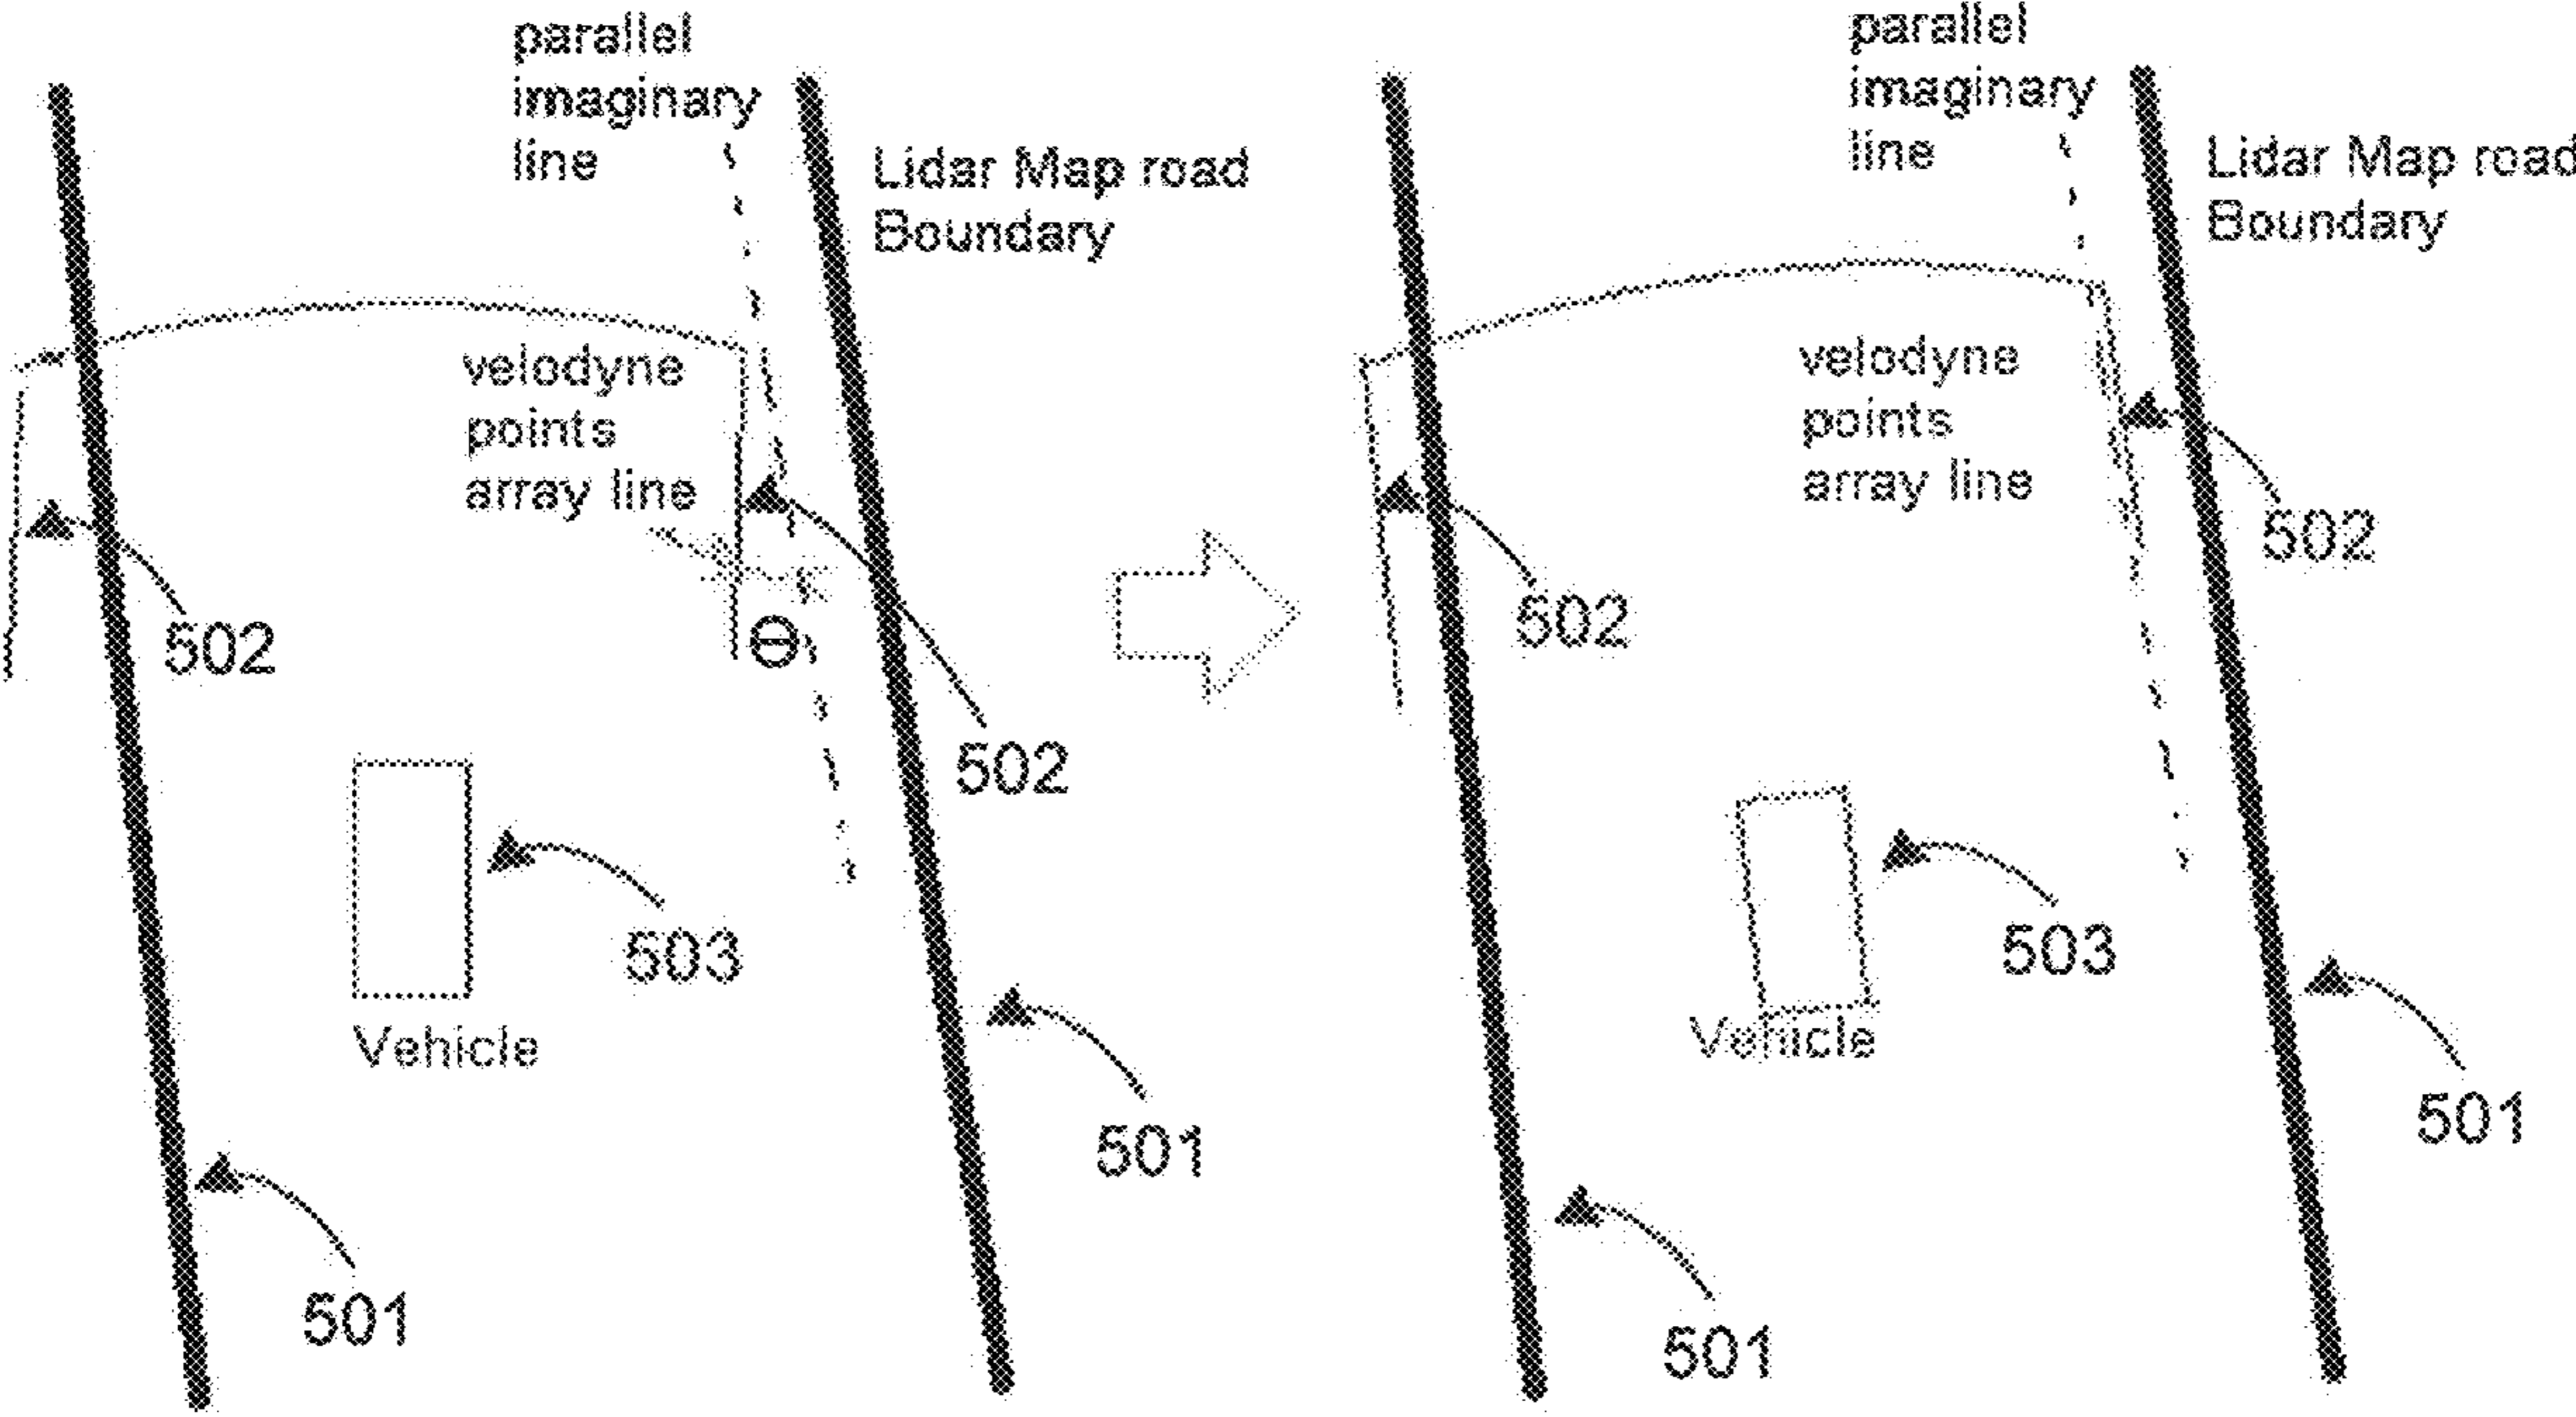 parallel
imaginary
line
Lidar Map road
Boundary
velodyne
points
array line
502
Θ
502
503
Vehicle
501
501
parallel
imaginary
line
Lidar Map road
Boundary
velodyne
points
array line
502
502
503
Vehicle
501
501